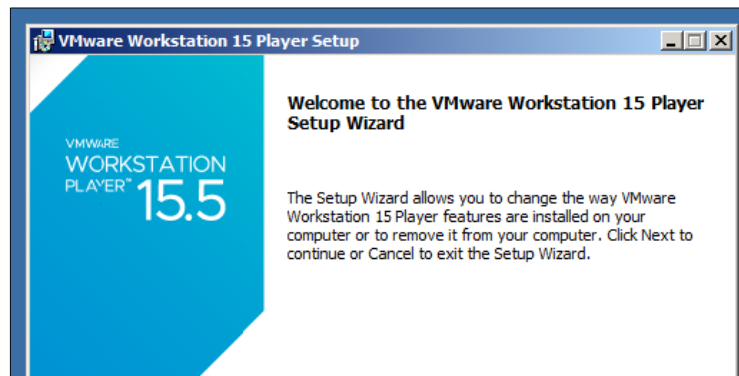 VMware Workstation 15 Player Setup
Welcome to the VMware Workstation 15 Player
Setup Wizard
VMWARE
WORKSTATION
PLAYER™ 15.5
The Setup Wizard allows you to change the way VMware
Workstation 15 Player features are installed on your
computer or to remove it from your computer. Click Next to
continue or Cancel to exit the Setup Wizard.